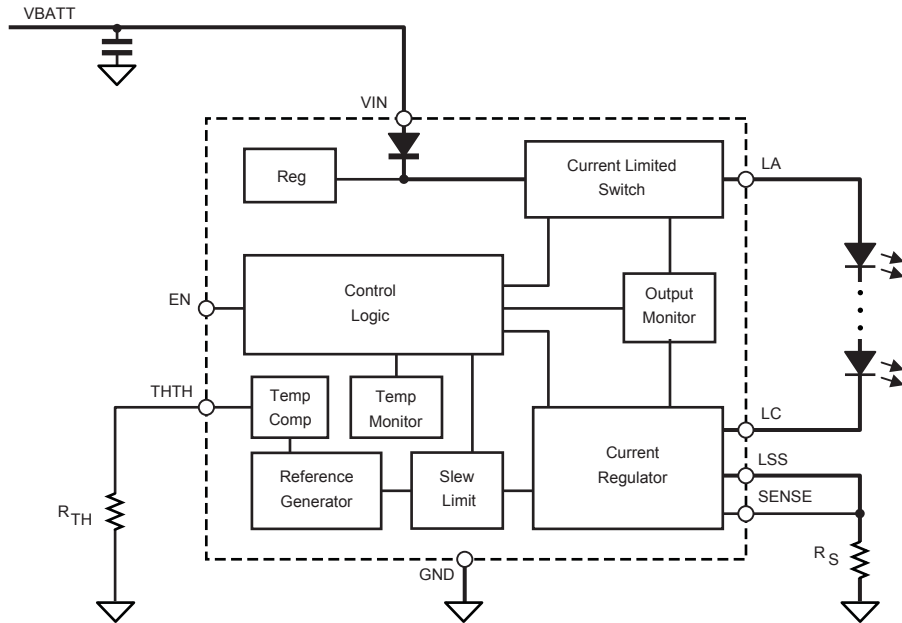 VBATT
VIN
Reg
Current Limited
Switch
LA
EN
Control
Logic
Output
Monitor
THTH
Temp
Comp
Temp
Monitor
LC
Current
Regulator
LSS
Reference
Generator
Slew
Limit
SENSE
RTH
RS
GND